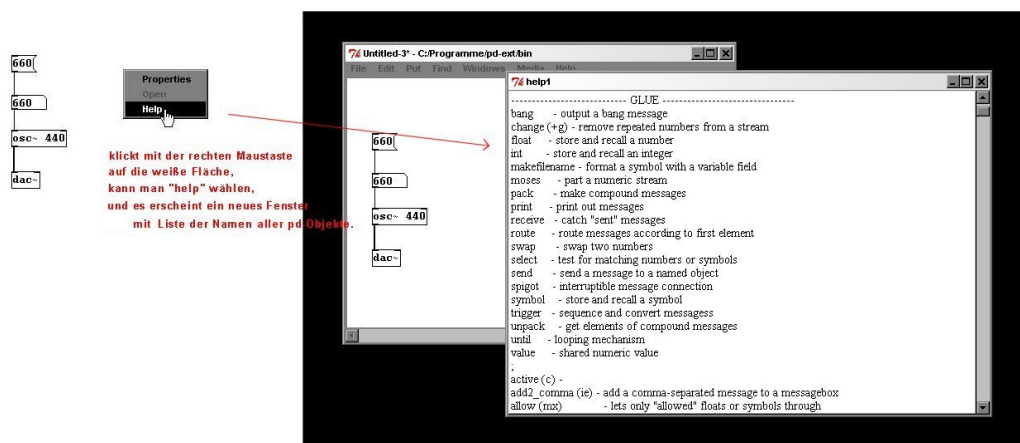 660
660
osc~ 440
dac~
Properties
Open
Help
klickt mit der rechten Maustaste
auf die weiße Fläche,
kann man "help" wählen,
und es erscheint ein neues Fenster
mit Liste der Namen aller pd-Objekte.
Untitled-3* - C:/Programme/pd-ext/bin
File Edit Put Find Windows Media Help
660
660
osc~ 440
dac~
help1
---------------------------- GLUE --------------------------------
bang - output a bang message
change (+g) - remove repeated numbers from a stream
float - store and recall a number
int - store and recall an integer
makefilename - format a symbol with a variable field
moses - part a numeric stream
pack - make compound messages
print - print out messages
receive - catch "sent" messages
route - route messages according to first element
swap - swap two numbers
select - test for matching numbers or symbols
send - send a message to a named object
spigot - interruptible message connection
symbol - store and recall a symbol
trigger - sequence and convert messagess
unpack - get elements of compound messages
until - looping mechanism
value - shared numeric value
;
active (c) -
add2_comma (ie) - add a comma-separated message to a messagebox
allow (mx) - lets only "allowed" floats or symbols through